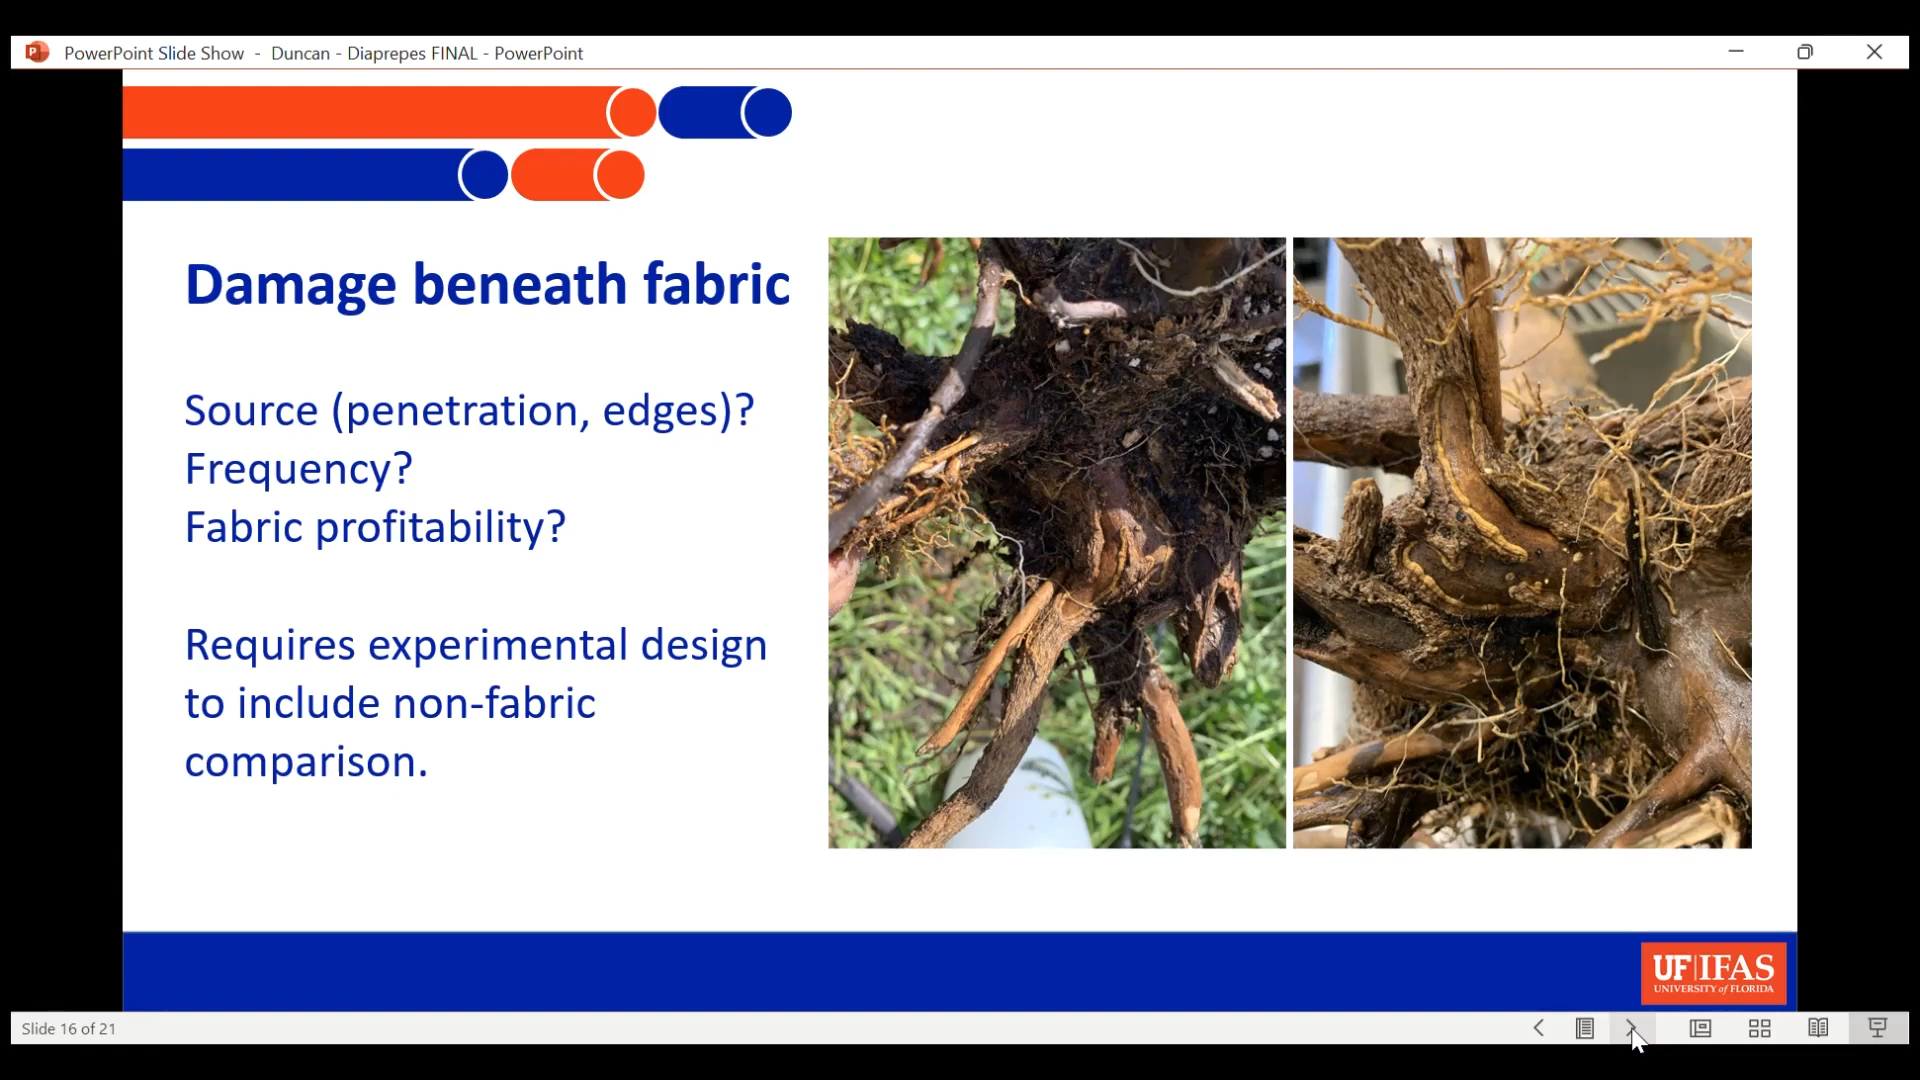 PowerPoint Slide Show - Duncan - Diaprepes FINAL - PowerPoint
Damage beneath fabric
Source (penetration, edges)?
Frequency?
Fabric profitability?
Requires experimental design
to include non-fabric
comparison.
UF|IFAS
UNIVERSITY of FLORIDA
Slide 16 of 21